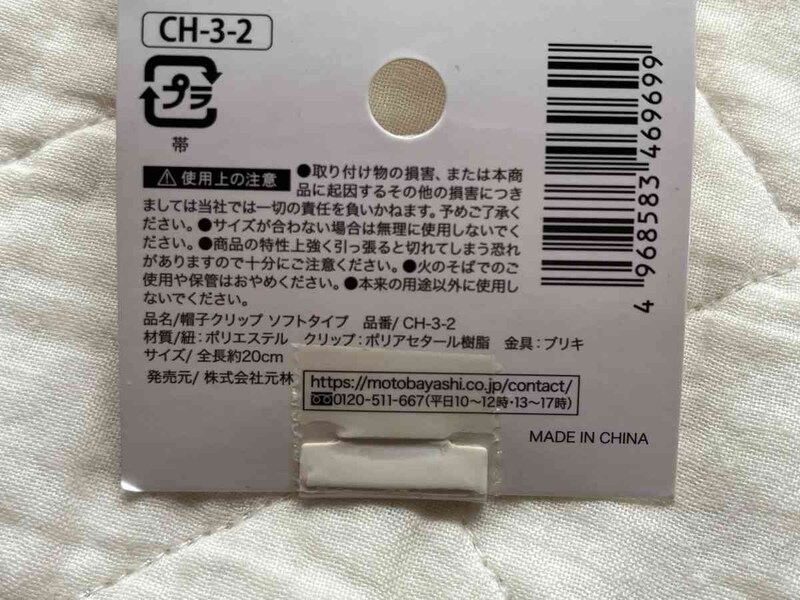 CH-3-2
プラ
帯
使用上の注意 ●取り付け物の損害、または本商
品に起因するその他の損害につき
ましては当社では一切の責任を負いかねます。予めご了承く
ださい。●サイズが合わない場合は無理に使用しないでく
ださい。●商品の特性上強く引っ張ると切れてしまう恐れ
がありますので十分にご注意ください。●火のそばでのご
使用や保管はおやめください。●本来の用途以外に使用し
ないでください。
品名/帽子クリップ ソフトタイプ 品番/ CH-3-2
材質/紐:ポリエステル クリップ:ポリアセタール樹脂 金具:ブリキ
サイズ/ 全長約20cm
発売元/ 株式会社元林
https://motobayashi.co.jp/contact/
0120-511-667(平日10〜12時・13〜17時)
MADE IN CHINA
4 968583 469699